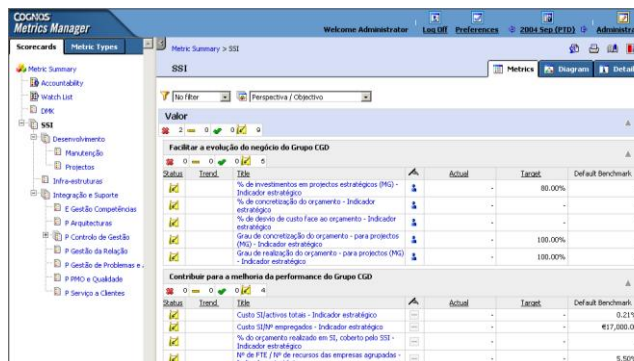 COGNOS
Metrics Manager
Welcome Administrator Log Off Preferences 2004 Sep (PTD)
Scorecards Metric Types
Metric Summary > SSI
SSI
Metrics Diagram
Metric Summary
Accountability
Watch List
DMK
SSI
Desenvolvimento
Manutenção
Projectos
Infra-estruturas
Integração e Suporte
E Gestão Competências
P Arquitecturas
P Controlo de Gestão
P Gestão da Relação
P Gestão de Problemas e
P PMO e Qualidade
P Serviço a Clientes
No filter Perspectiva / Objectivo
Valor
2 0 0 9
Facilitar a evolução do negócio do Grupo CGD
0 0 0 5
Status Trend Title Actual Target Default Benchmark
% de investimentos em projectos estratégicos (MG) - - 80.00%
Indicador estratégico
% de concretização do orçamento - Indicador - -
estratégico
% de desvio de custo face ao orçamento - Indicador - -
estratégico
Grau de concretização do orçamento - para projectos - 100.00%
(MG) - Indicador estratégico
Grau de realização do orçamento - para projectos (MG) - 100.00%
- Indicador estratégico
Contribuir para a melhoria da performance do Grupo CGD
0 0 0 4
Status Trend Title Actual Target Default Benchmark
Custo SI/activos totais - Indicador estratégico - - 0.21%
Custo SI/Nº empregados - Indicador estratégico - - €17,000.0
% do orçamento realizado em SI, coberto pelo SSI - - -
Indicador estratégico
Nº de FTE / Nº de recursos das empresas agrupadas - - - 5.50%